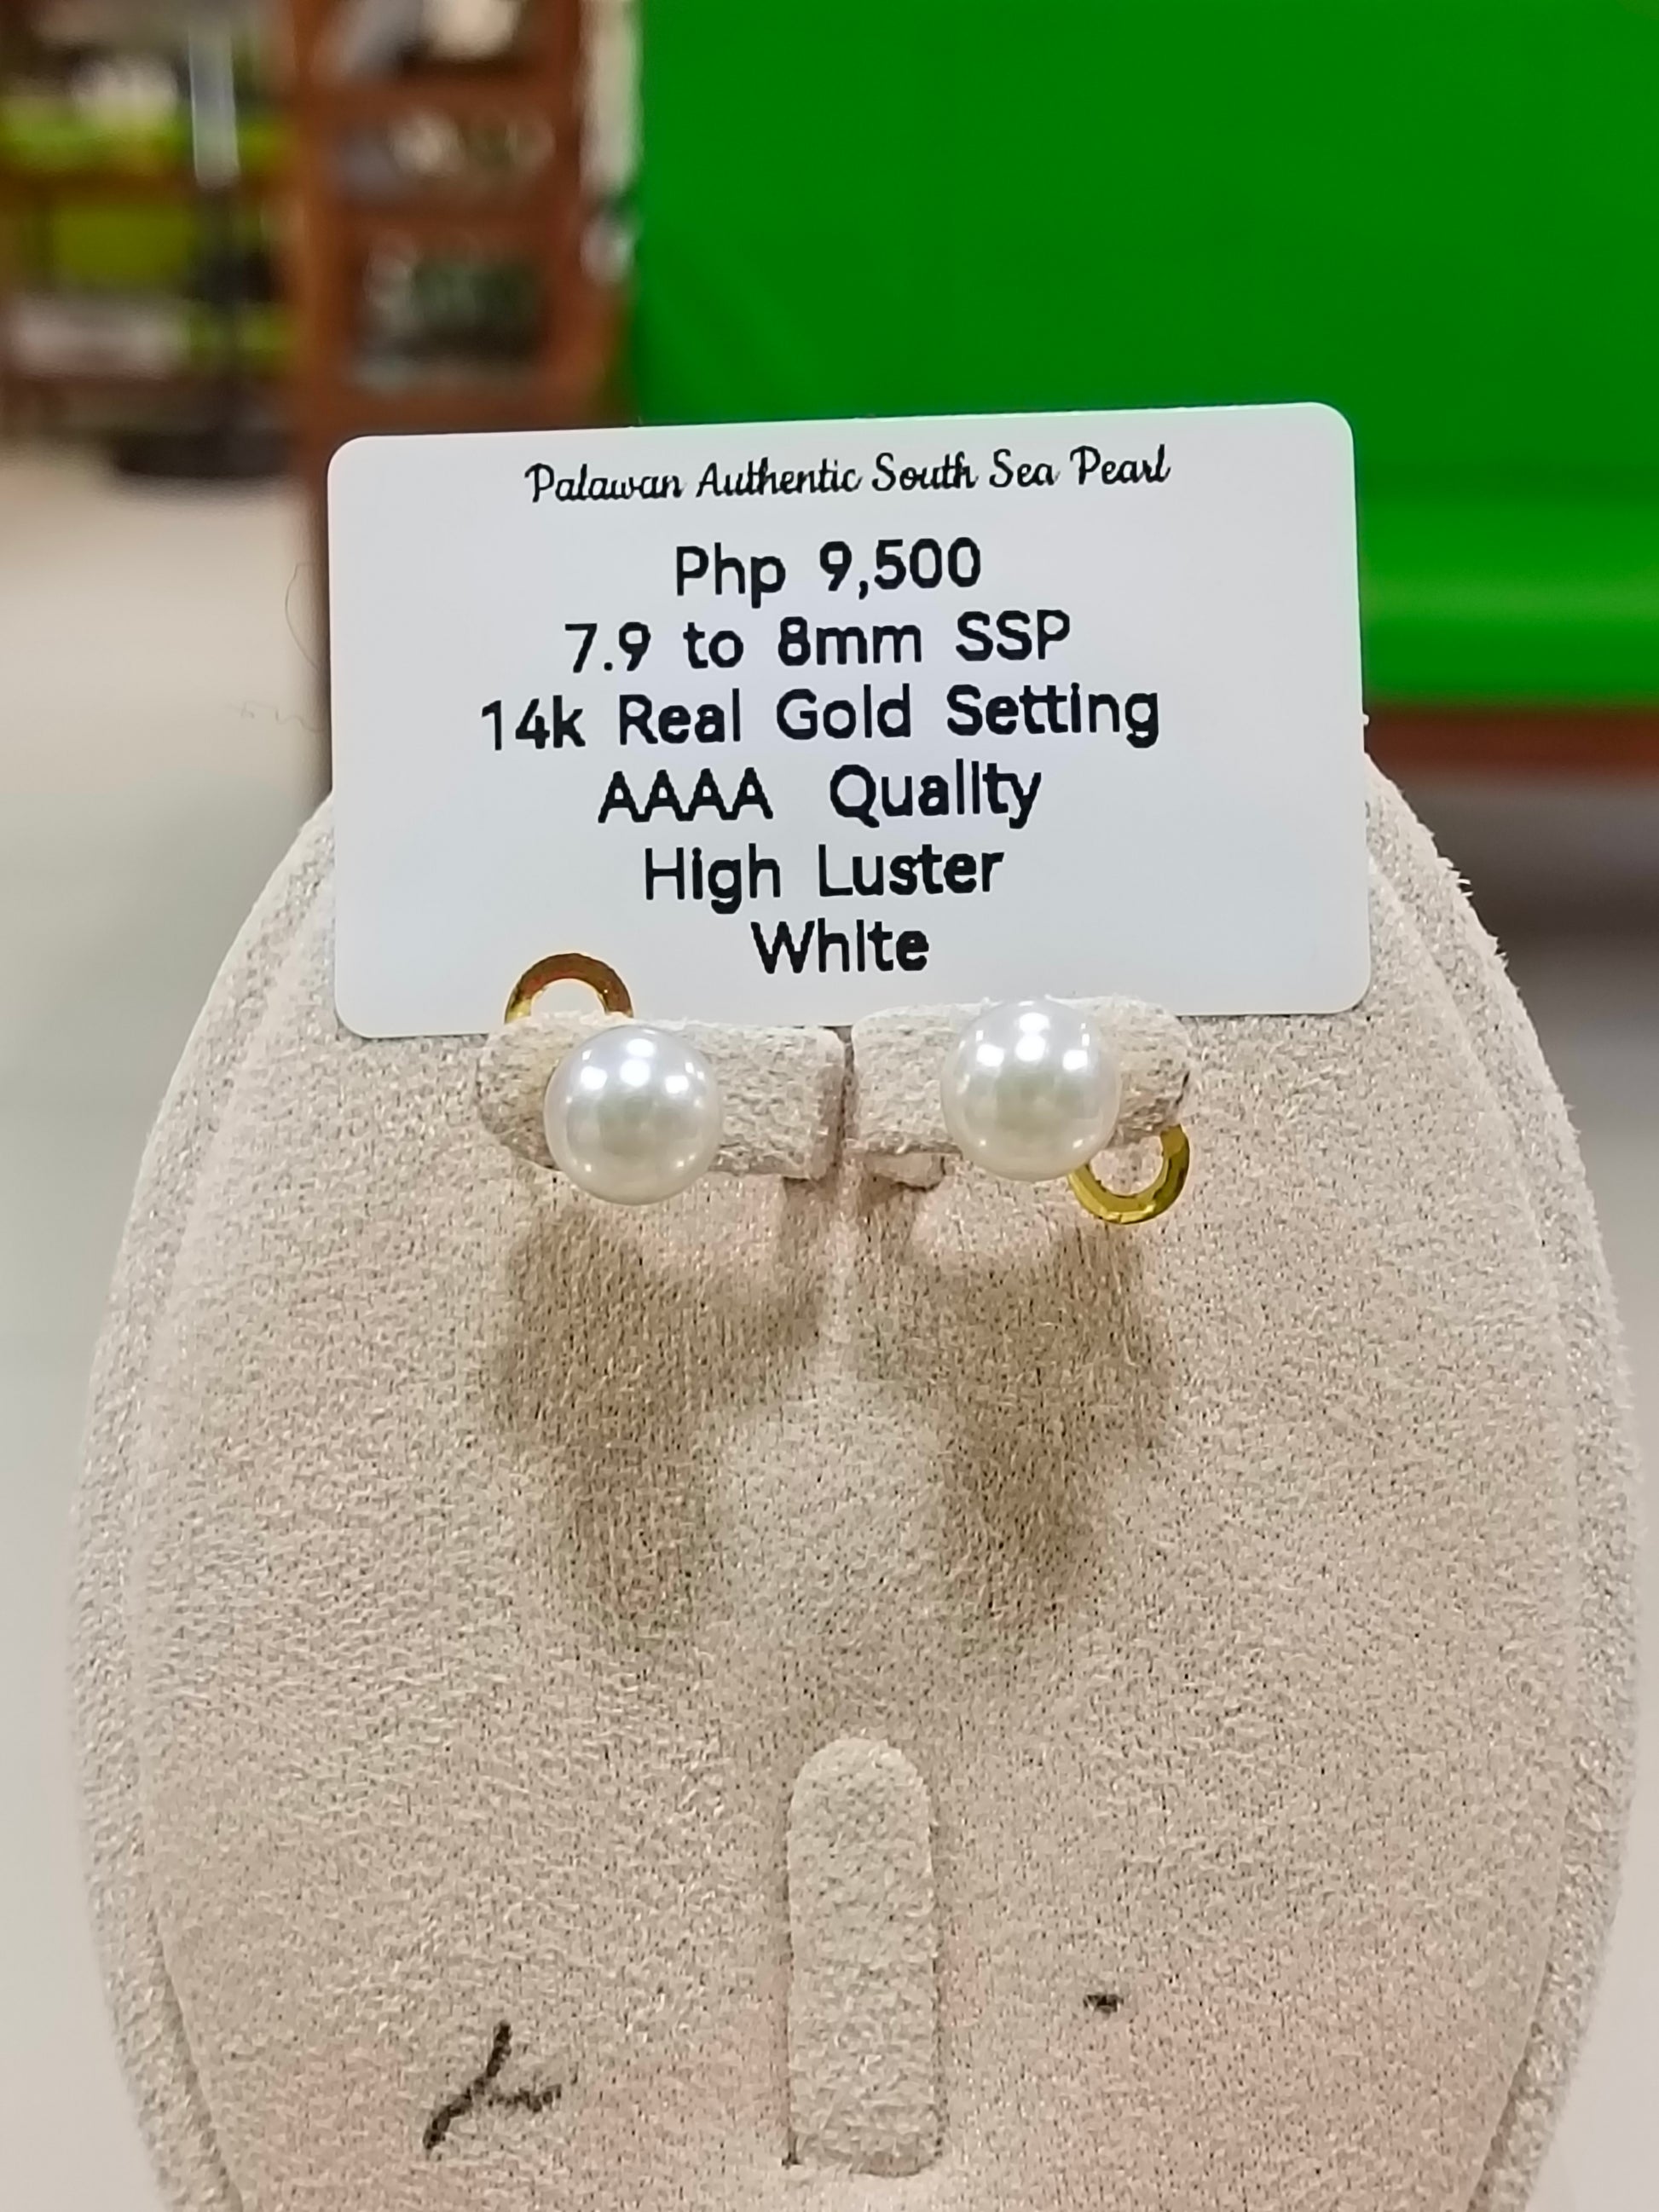 Palawan Authentic South Sea Pearl
Php 9,500
7.9 to 8mm SSP
14k Real Gold Setting
AAAA Quality
High Luster
White